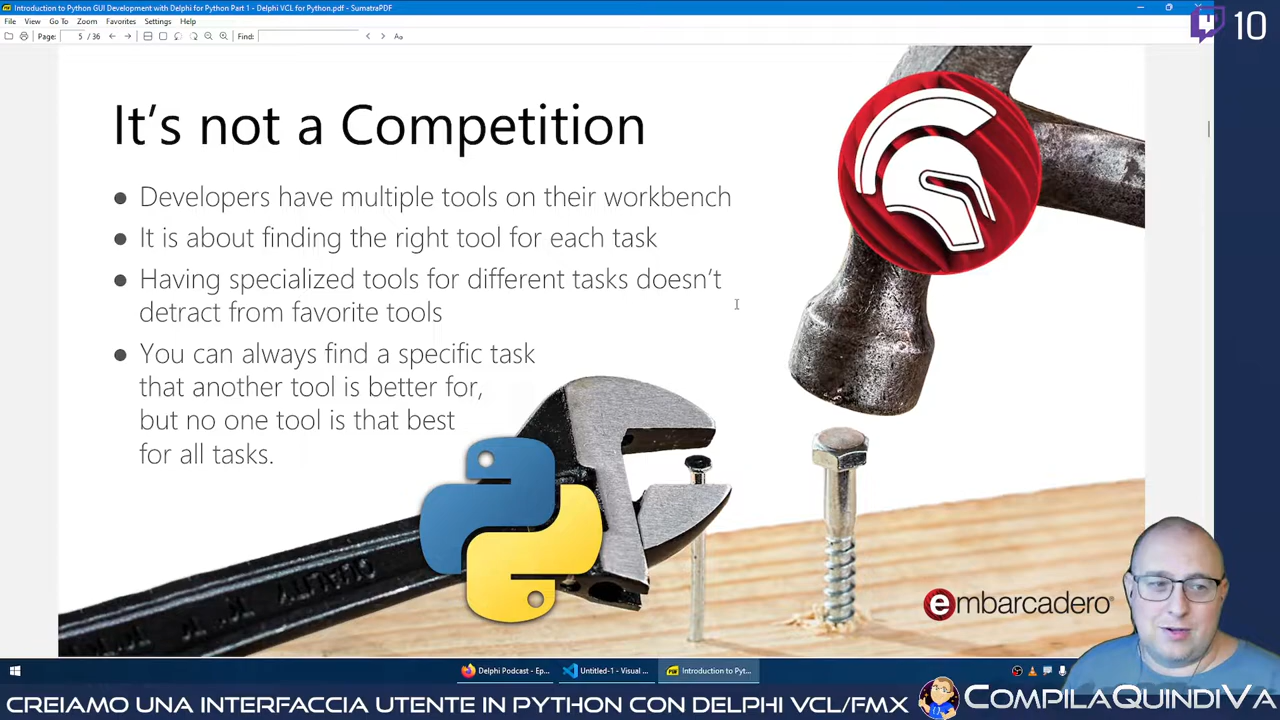 Introduction to Python GUI Development with Delphi for Python Part 1 - Delphi VCL for Python.pdf - SumatraPDF
File View Go To Zoom Favorites Settings Help
Page: 5 / 36 Find: Aa
10
It's not a Competition
● Developers have multiple tools on their workbench
● It is about finding the right tool for each task
● Having specialized tools for different tasks doesn't
detract from favorite tools
● You can always find a specific task
that another tool is better for,
but no one tool is that best
for all tasks.
embarcadero
Delphi Podcast - Ep... Untitled-1 - Visual ... Introduction to Pyt...
CREIAMO UNA INTERFACCIA UTENTE IN PYTHON CON DELPHI VCL/FMX
COMPILAQUINDIVA